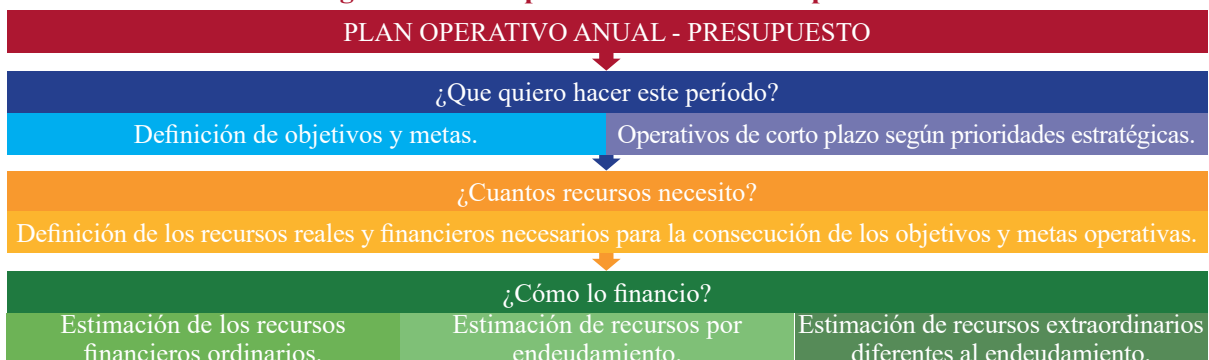 PLAN OPERATIVO ANUAL - PRESUPUESTO
¿Que quiero hacer este período?
Definición de objetivos y metas.
Operativos de corto plazo según prioridades estratégicas.
¿Cuantos recursos necesito?
Definición de los recursos reales y financieros necesarios para la consecución de los objetivos y metas operativas.
¿Cómo lo financio?
Estimación de los recursos
financieros ordinarios.
Estimación de recursos por
endeudamiento.
Estimación de recursos extraordinarios
diferentes al endeudamiento.